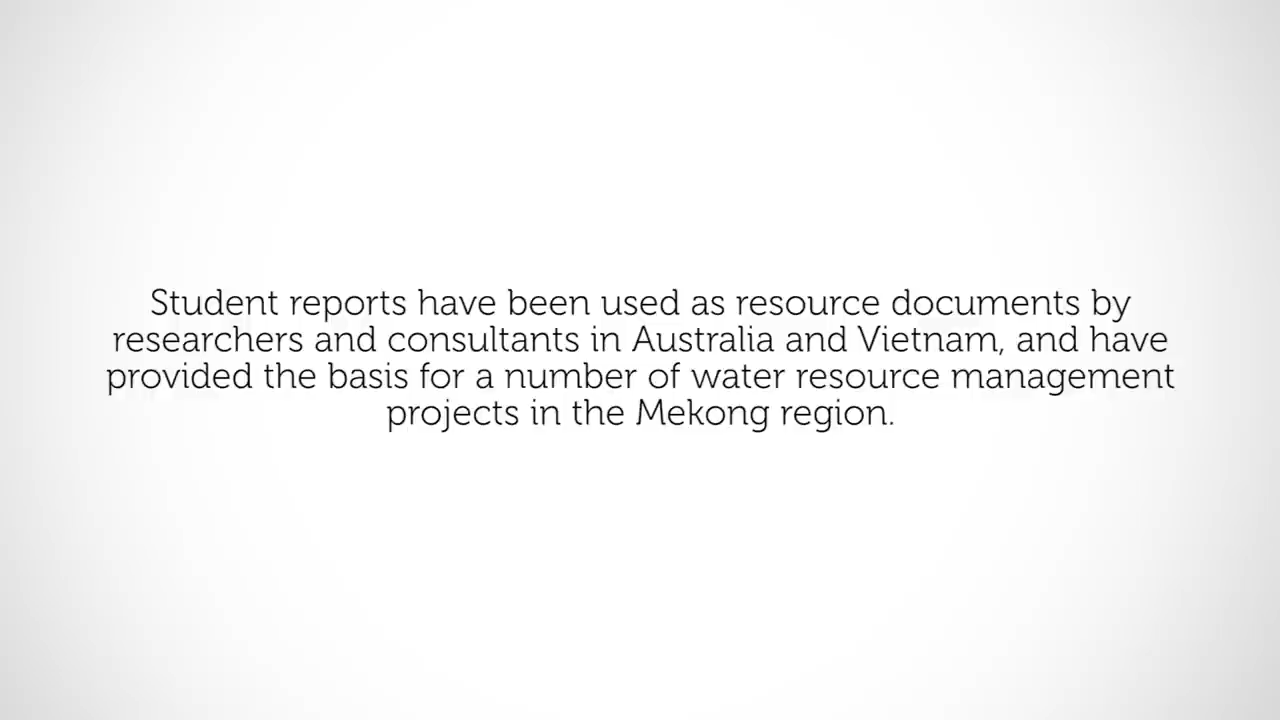 Student reports have been used as resource documents by
researchers and consultants in Australia and Vietnam, and have
provided the basis for a number of water resource management
projects in the Mekong region.